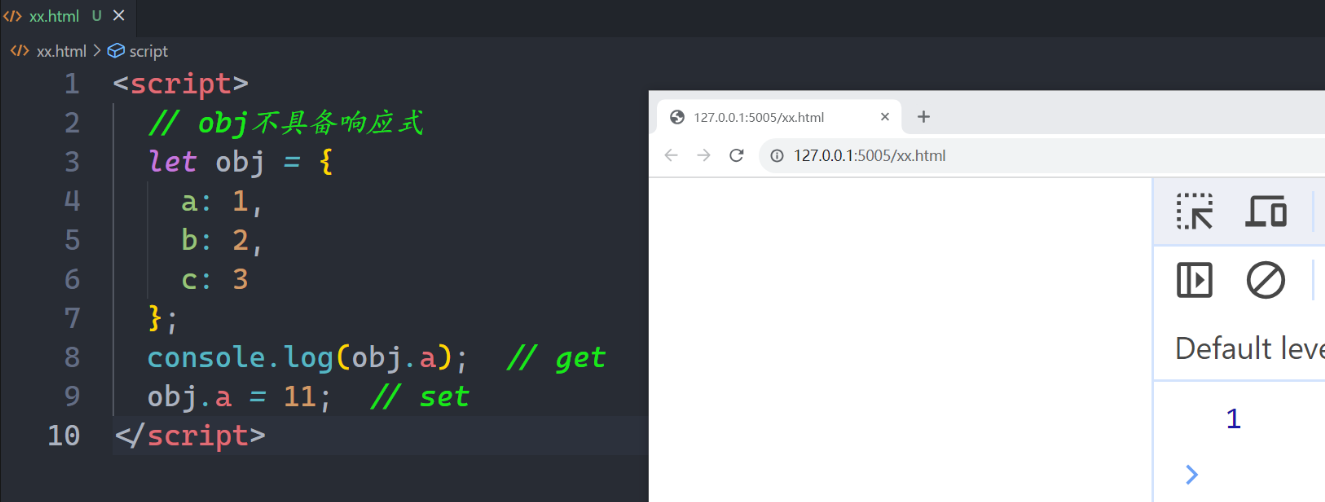 xx.html U
xx.html > script
1 <script>
2 // obj不具备响应式
3 let obj = {
4 a: 1,
5 b: 2,
6 c: 3
7 };
8 console.log(obj.a); // get
9 obj.a = 11; // set
10 </script>
127.0.0.1:5005/xx.html
127.0.0.1:5005/xx.html
Default leve
1